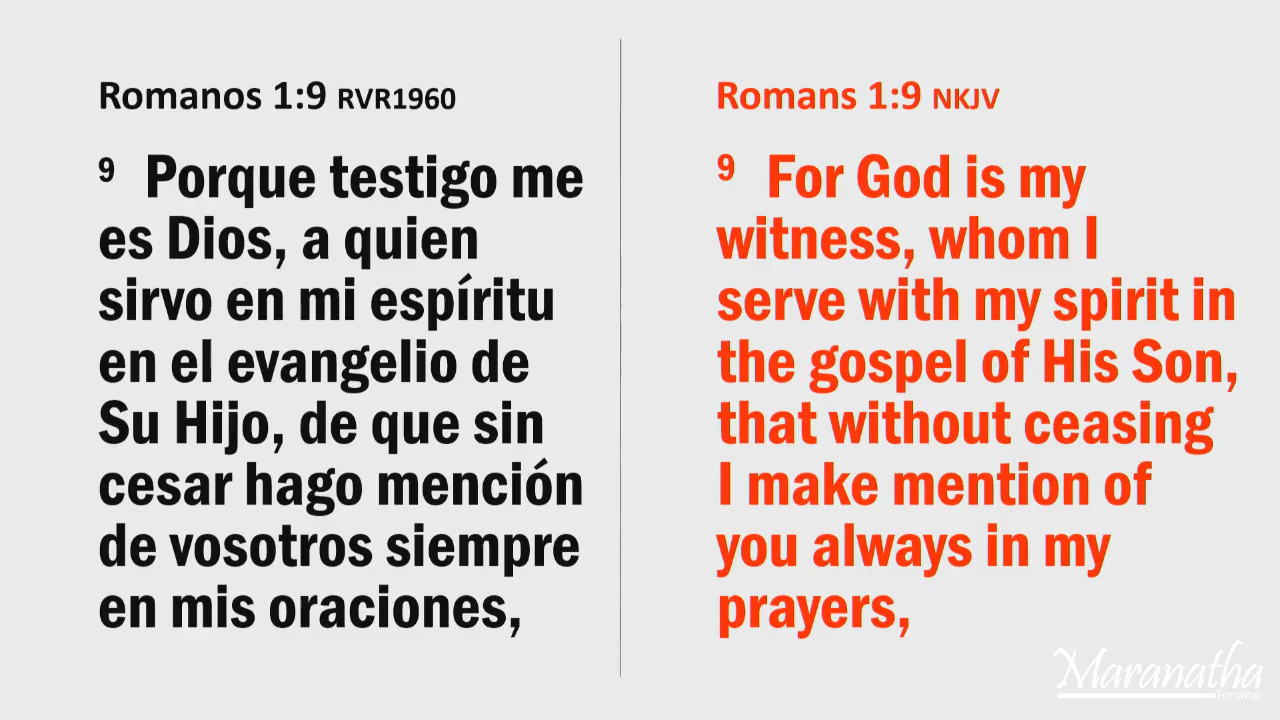 Romanos 1:9 RVR1960
9 Porque testigo me
es Dios, a quien
sirvo en mi espíritu
en el evangelio de
Su Hijo, de que sin
cesar hago mención
de vosotros siempre
en mis oraciones,
Romans 1:9 NKJV
9 For God is my
witness, whom I
serve with my spirit in
the gospel of His Son,
that without ceasing
I make mention of
you always in my
prayers,
Maranatha
Toronto